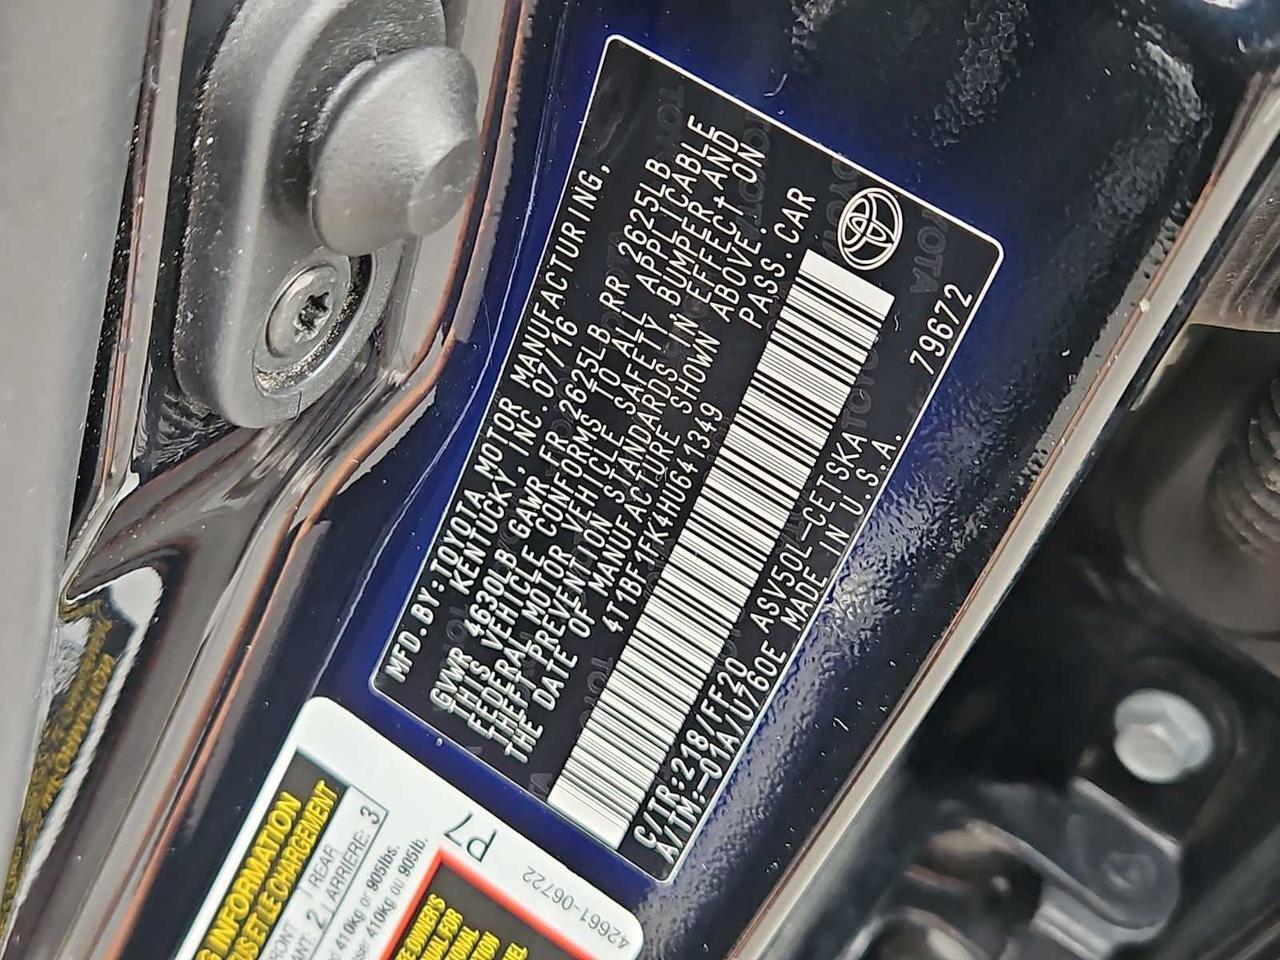 MFD. BY: TOYOTA MOTOR MANUFACTURING,
KENTUCKY, INC. 07/16
GVWR 4630LB GAWR FR 2625LB RR 2625LB
THIS VEHICLE CONFORMS TO ALL APPLICABLE
FEDERAL MOTOR VEHICLE SAFETY, BUMPER, AND
THEFT PREVENTION STANDARDS IN EFFECT ON
THE DATE OF MANUFACTURE SHOWN ABOVE.
4T1BF1FK4HU641349 PASS. CAR
C/TR: 218/FF20 ASV50L-CETSKA
A/TM: -01A/U760E MADE IN U.S.A.
79672
INFORMATION
CHARGEMENT
REAR
2 ARRIERE: 3
410kg or 905lbs.
410kg ou 905lb.
P7
OWNER'S
FOR
42661-06722